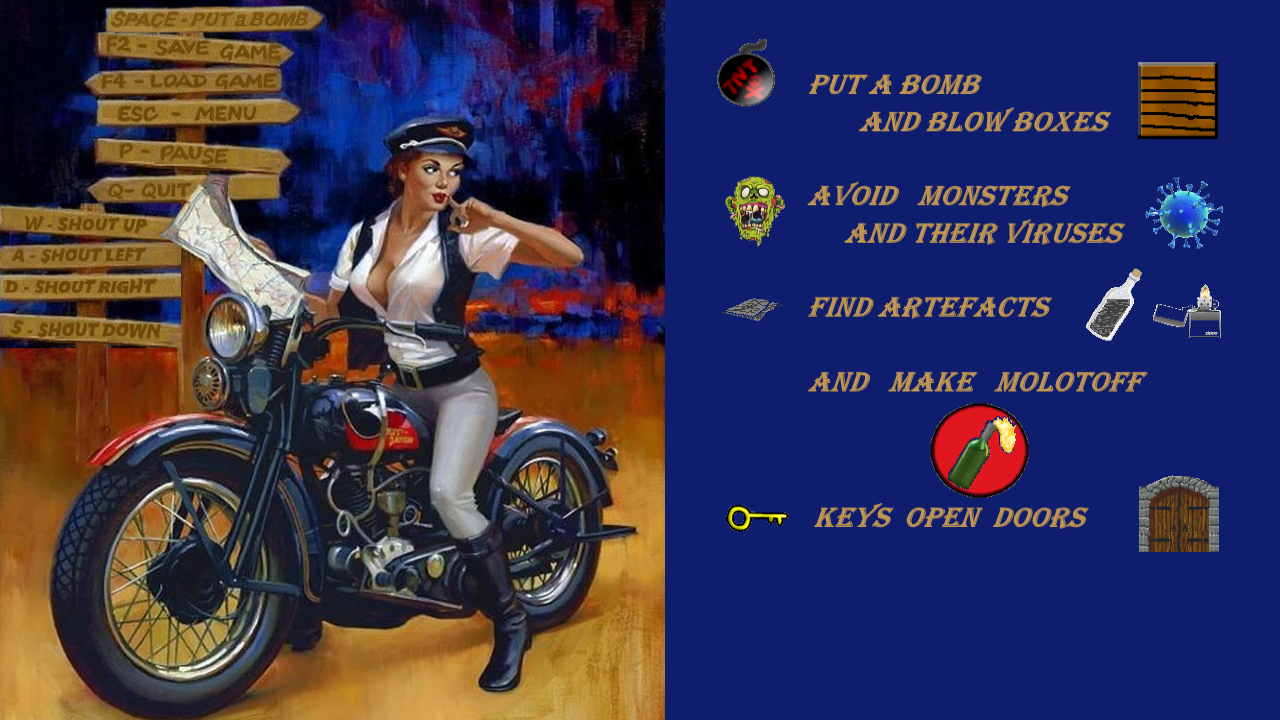 SPACE - PUT a BOMB
F2 - SAVE GAME
F4 - LOAD GAME
ESC - MENU
P - PAUSE
Q- QUIT
W - SHOUT UP
A - SHOUT LEFT
D - SHOUT RIGHT
S - SHOUT DOWN
TNT
PUT A BOMB
AND BLOW BOXES
AVOID MONSTERS
AND THEIR VIRUSES
FIND ARTEFACTS
zippo
AND MAKE MOLOTOFF
KEYS OPEN DOORS